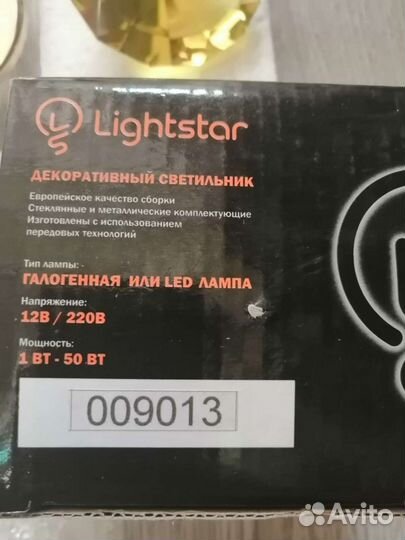 Lightstar
ДЕКОРАТИВНЫЙ СВЕТИЛЬНИК
Европейское качество сборки
Стеклянные и металлические комплектующие
Изготовлены с использованием
передовых технологий
Тип лампы:
ГАЛОГЕННАЯ ИЛИ LED ЛАМПА
Напряжение:
12В / 220В
Мощность:
1 ВТ - 50 ВТ
009013
Avito